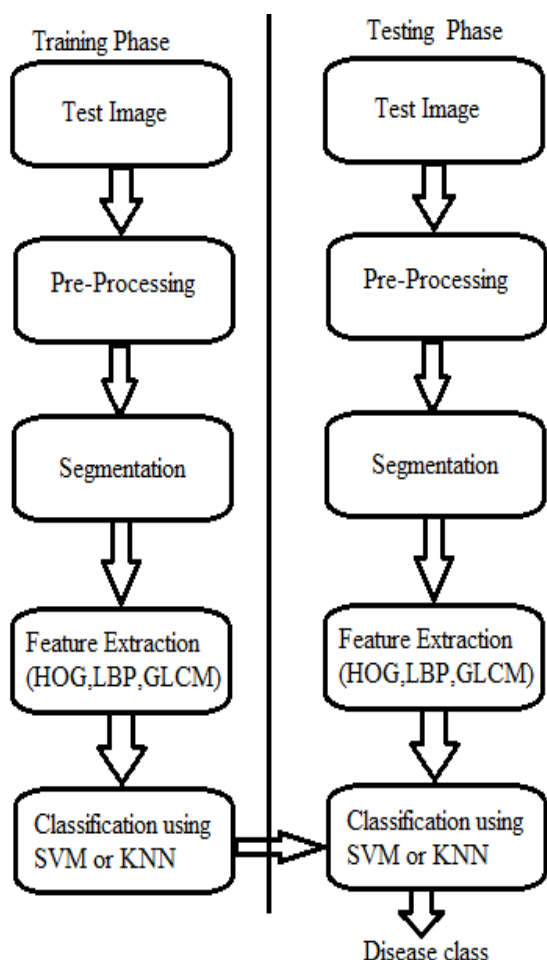 Training Phase
Test Image
Pre-Processing
Segmentation
Feature Extraction
(HOG,LBP,GLCM)
Classification using
SVM or KNN
Testing Phase
Test Image
Pre-Processing
Segmentation
Feature Extraction
(HOG,LBP,GLCM)
Classification using
SVM or KNN
Disease class